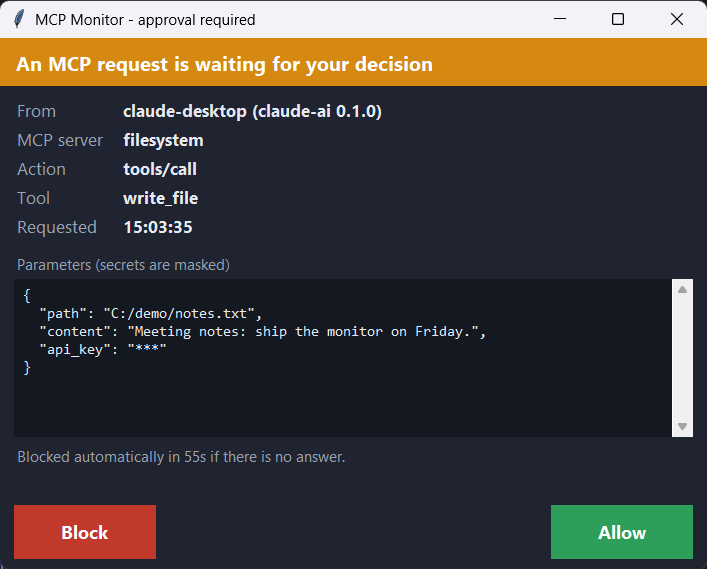 MCP Monitor - approval required
An MCP request is waiting for your decision
From claude-desktop (claude-ai 0.1.0)
MCP server filesystem
Action tools/call
Tool write_file
Requested 15:03:35
Parameters (secrets are masked)
{
  "path": "C:/demo/notes.txt",
  "content": "Meeting notes: ship the monitor on Friday.",
  "api_key": "***"
}
Blocked automatically in 55s if there is no answer.
Block Allow